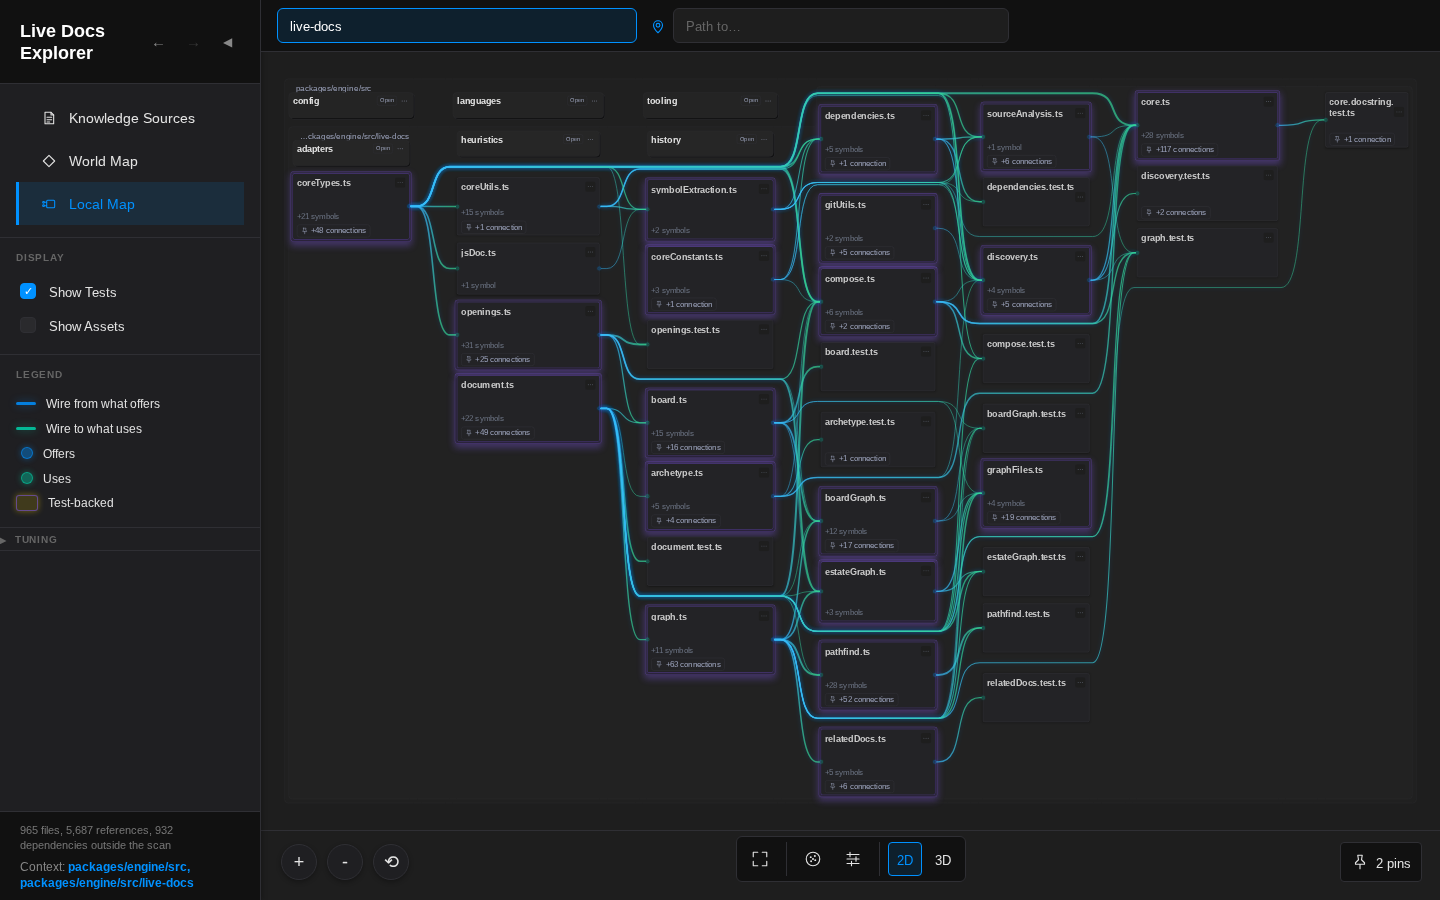 Live Docs
Explorer
← → ◀
live-docs
Path to...
Knowledge Sources
World Map
Local Map
DISPLAY
Show Tests
Show Assets
LEGEND
Wire from what offers
Wire to what uses
Offers
Uses
Test-backed
TUNING
965 files, 5,687 references, 932
dependencies outside the scan
Context: packages/engine/src,
packages/engine/src/live-docs
packages/engine/src
config
Open
...ckages/engine/src/live-docs
adapters
Open
coreTypes.ts
+21 symbols
+48 connections
languages
Open
heuristics
Open
coreUtils.ts
+15 symbols
+1 connection
jsDoc.ts
+1 symbol
openings.ts
+31 symbols
+25 connections
document.ts
+22 symbols
+49 connections
tooling
Open
history
Open
symbolExtraction.ts
+2 symbols
coreConstants.ts
+3 symbols
+1 connection
openings.test.ts
board.ts
+15 symbols
+16 connections
archetype.ts
+5 symbols
+4 connections
document.test.ts
graph.ts
+11 symbols
+63 connections
dependencies.ts
+5 symbols
+1 connection
gitUtils.ts
+2 symbols
+5 connections
compose.ts
+6 symbols
+2 connections
board.test.ts
archetype.test.ts
+1 connection
boardGraph.ts
+12 symbols
+17 connections
estateGraph.ts
+3 symbols
pathfind.ts
+28 symbols
+52 connections
relatedDocs.ts
+5 symbols
+6 connections
sourceAnalysis.ts
+1 symbol
+6 connections
dependencies.test.ts
discovery.ts
+4 symbols
+5 connections
compose.test.ts
boardGraph.test.ts
graphFiles.ts
+4 symbols
+19 connections
estateGraph.test.ts
pathfind.test.ts
relatedDocs.test.ts
core.ts
+28 symbols
+117 connections
discovery.test.ts
+2 connections
graph.test.ts
core.docstring.
test.ts
+1 connection
+ - ⟲
2D 3D
2 pins